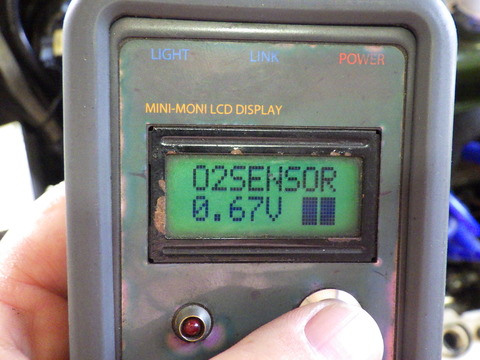 LIGHT LINK POWER
MINI-MONI LCD DISPLAY
O2SENSOR
0.67V